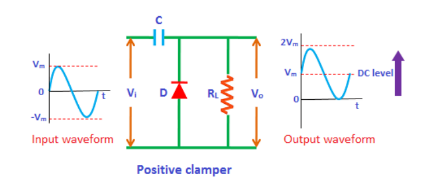 C
2Vm
Vm
0
-Vm
t
Vi
D
RL
Vo
Vm
DC level
0
t
Input waveform
Output waveform
Positive clamper